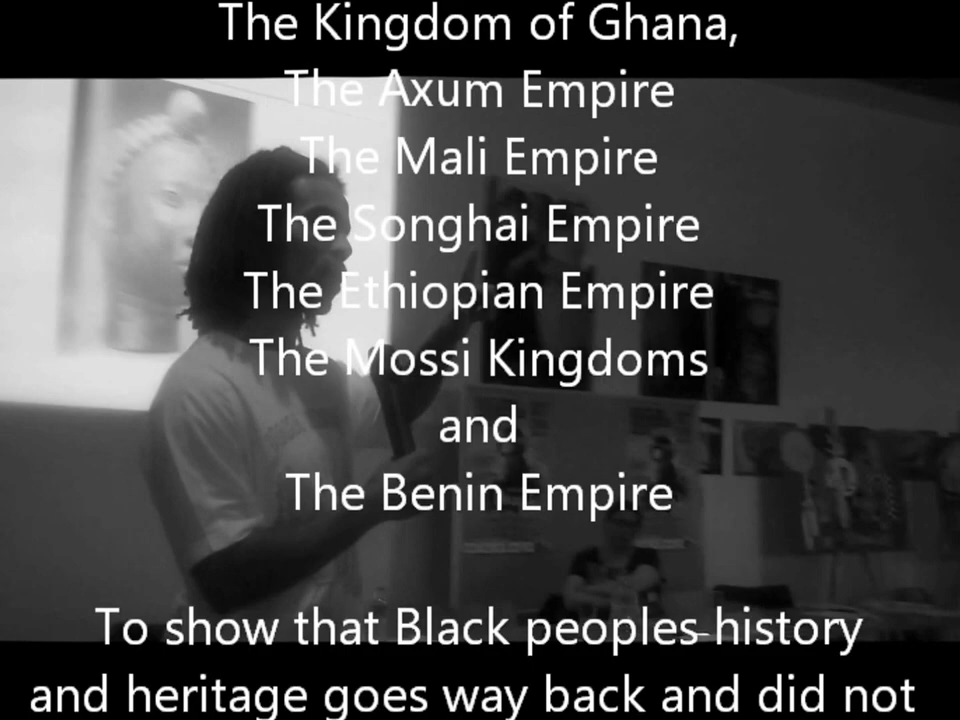 The Kingdom of Ghana,
The Axum Empire
The Mali Empire
The Songhai Empire
The Ethiopian Empire
The Mossi Kingdoms
and
The Benin Empire
To show that Black peoples history
and heritage goes way back and did not